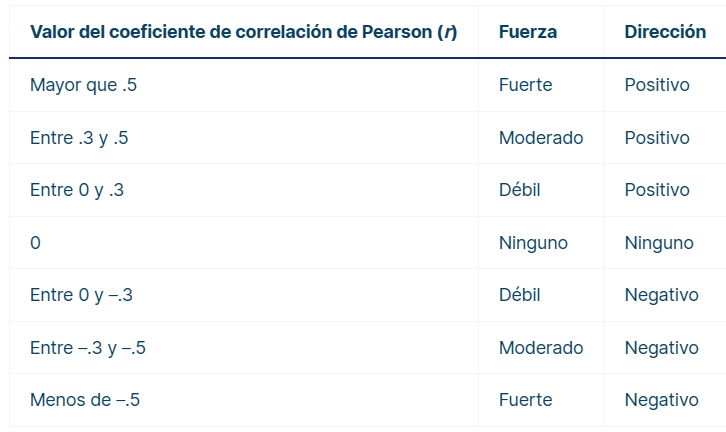 Valor del coeficiente de correlación de Pearson (r) Fuerza Dirección
Mayor que .5 Fuerte Positivo
Entre .3 y .5 Moderado Positivo
Entre 0 y .3 Débil Positivo
0 Ninguno Ninguno
Entre 0 y –.3 Débil Negativo
Entre –.3 y –.5 Moderado Negativo
Menos de –.5 Fuerte Negativo